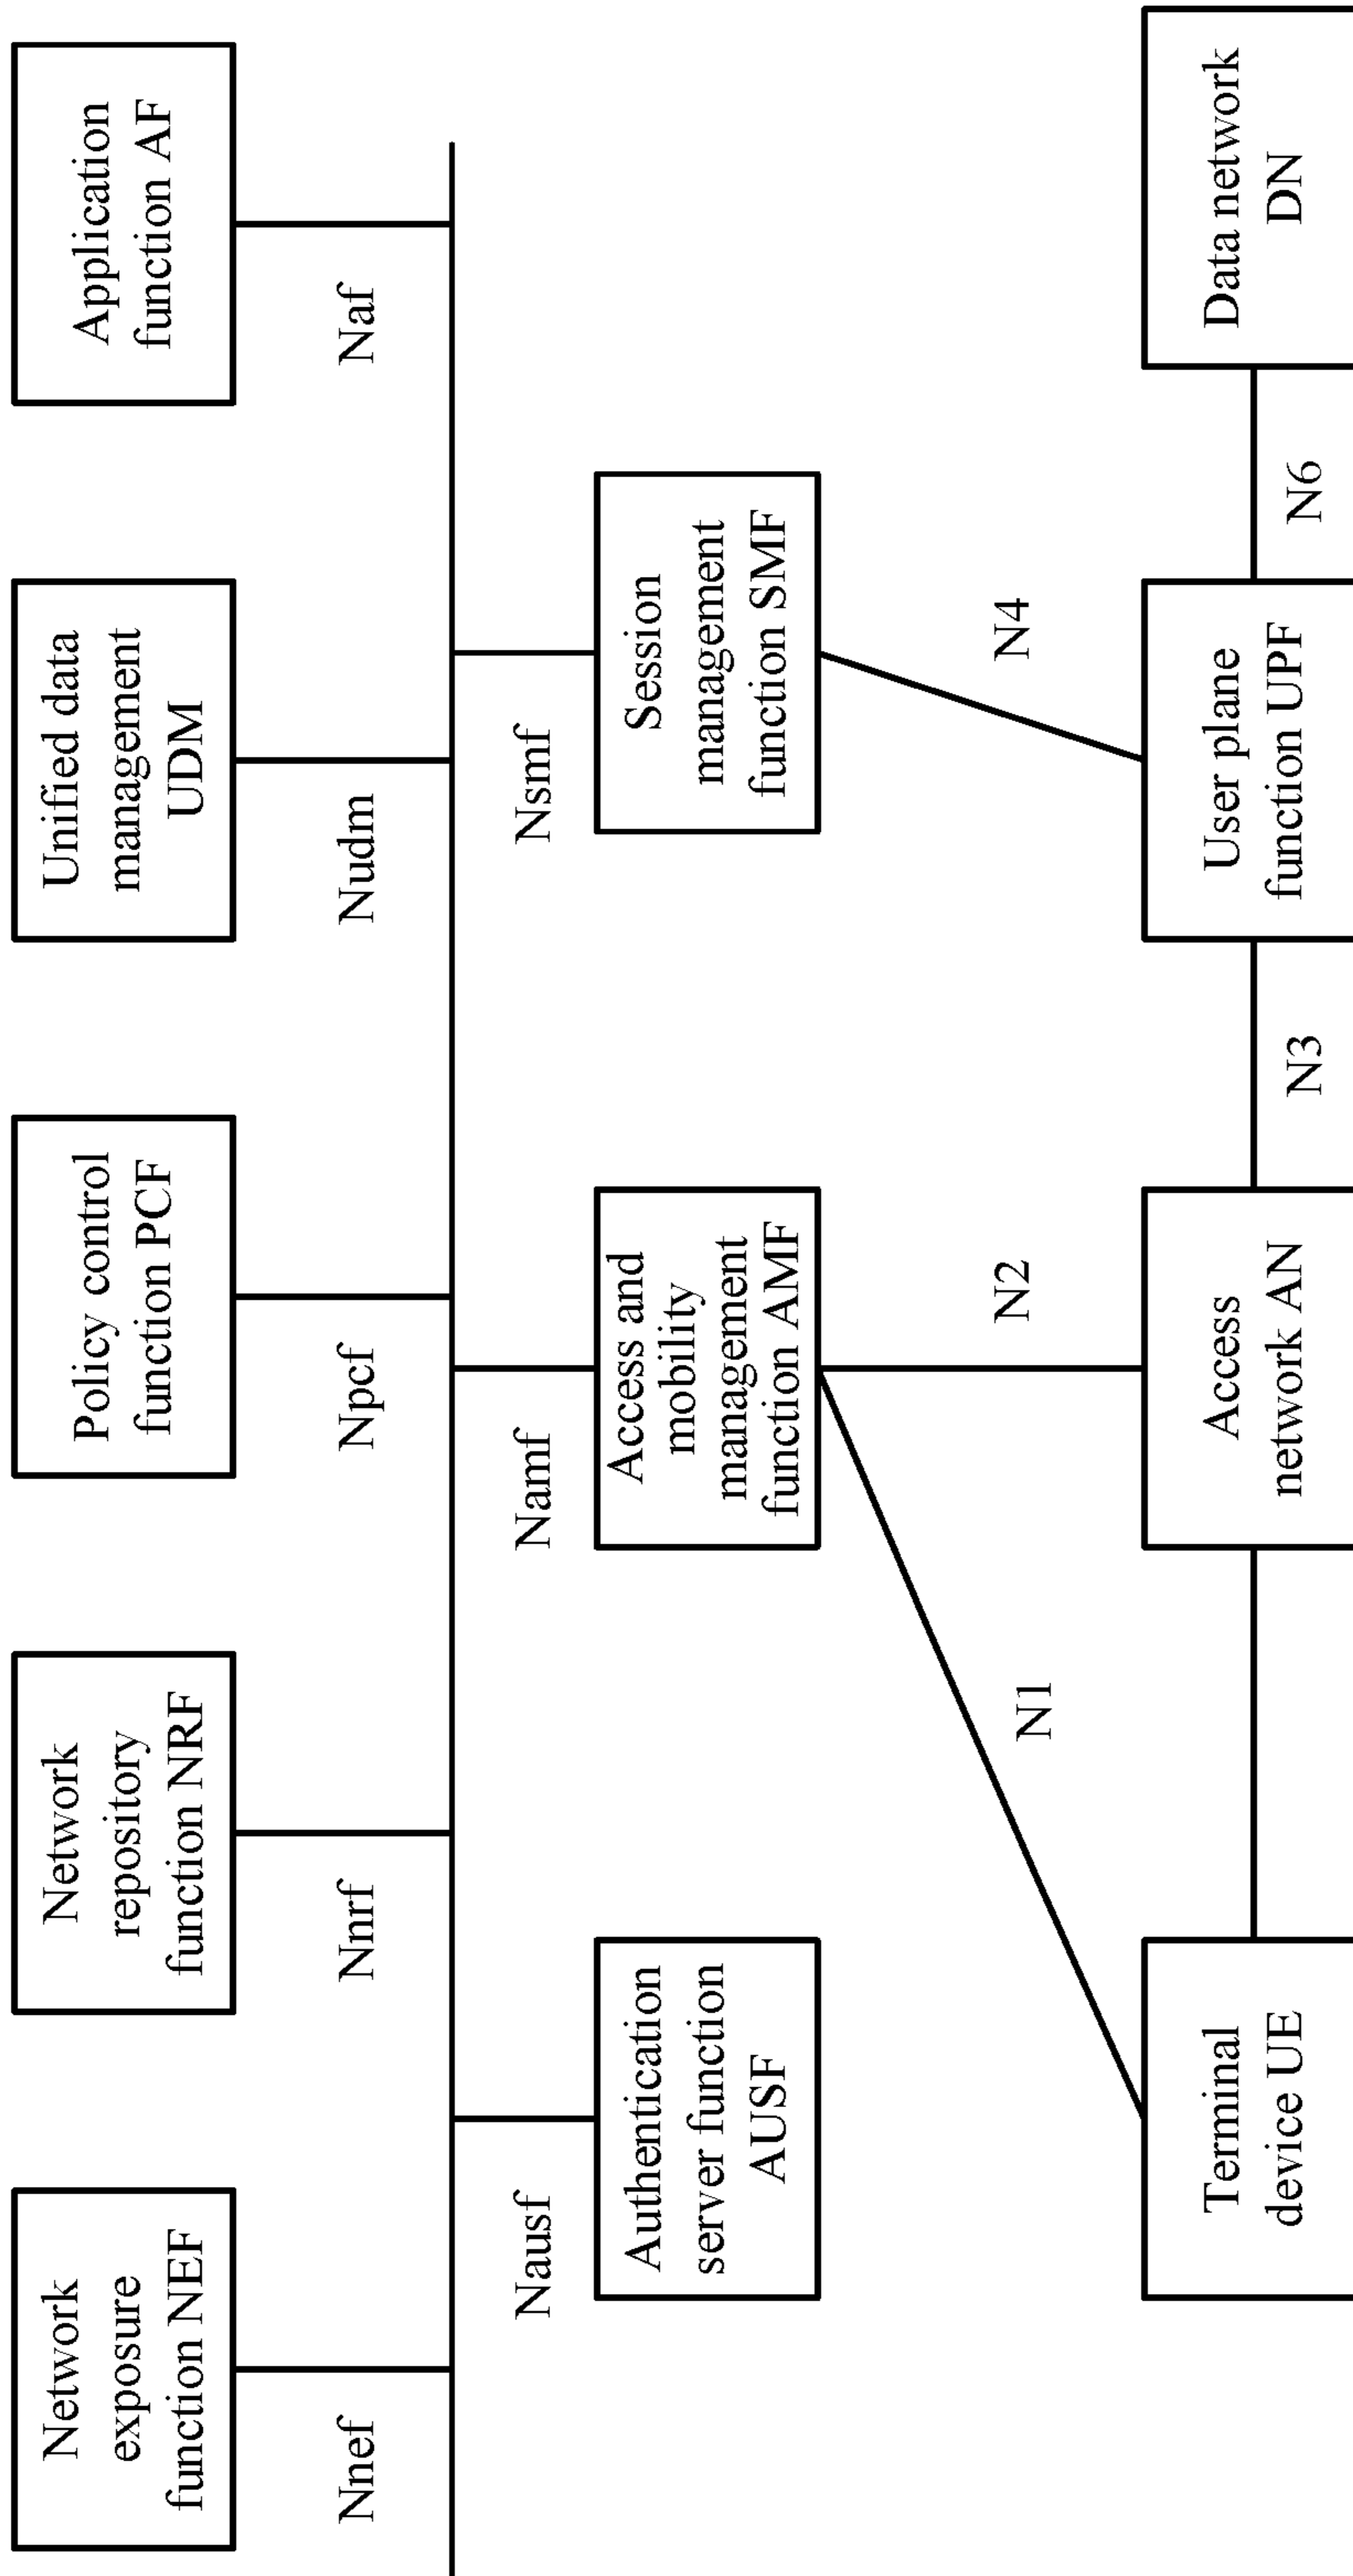 Network
exposure
function NEF
Network
repository
function NRF
Policy control
function PCF
Unified data
management
UDM
Application
function AF
Nnef
Nnrf
Npcf
Nudm
Naf
Nausf
Namf
Nsmf
Authentication
server function
AUSF
Access and
mobility
management
function AMF
Session
management
function SMF
N1
N2
N4
Terminal
device UE
Access
network AN
N3
User plane
function UPF
N6
Data network
DN